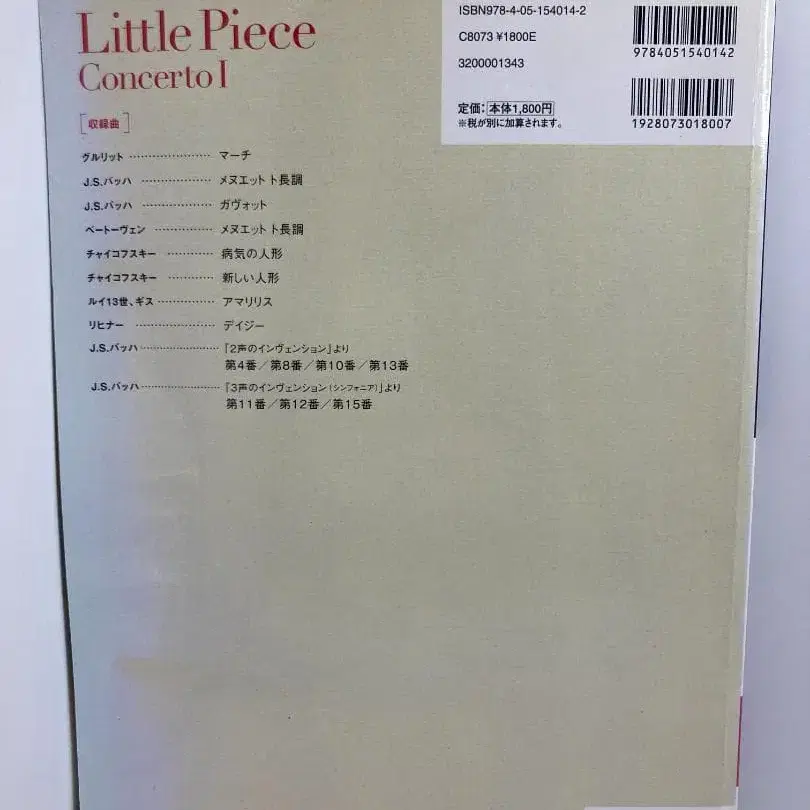 Little Piece
Concerto I
[収録曲]
グルリット ………………… マーチ
J.S.バッハ ……………… メヌエット ト長調
J.S.バッハ ……………… ガヴォット
ベートーヴェン …………… メヌエット ト長調
チャイコフスキー ………… 病気の人形
チャイコフスキー ………… 新しい人形
ルイ13世、ギス …………… アマリリス
リヒナー ………………… デイジー
J.S.バッハ ………………… 『2声のインヴェンション』より
第4番／第8番／第10番／第13番
J.S.バッハ ………………… 『3声のインヴェンション(シンフォニア)』より
第11番／第12番／第15番
ISBN978-4-05-154014-2
C8073 ¥1800E
3200001343
定価：本体1,800円
※税が別に加算されます。
9784051540142
1928073018007